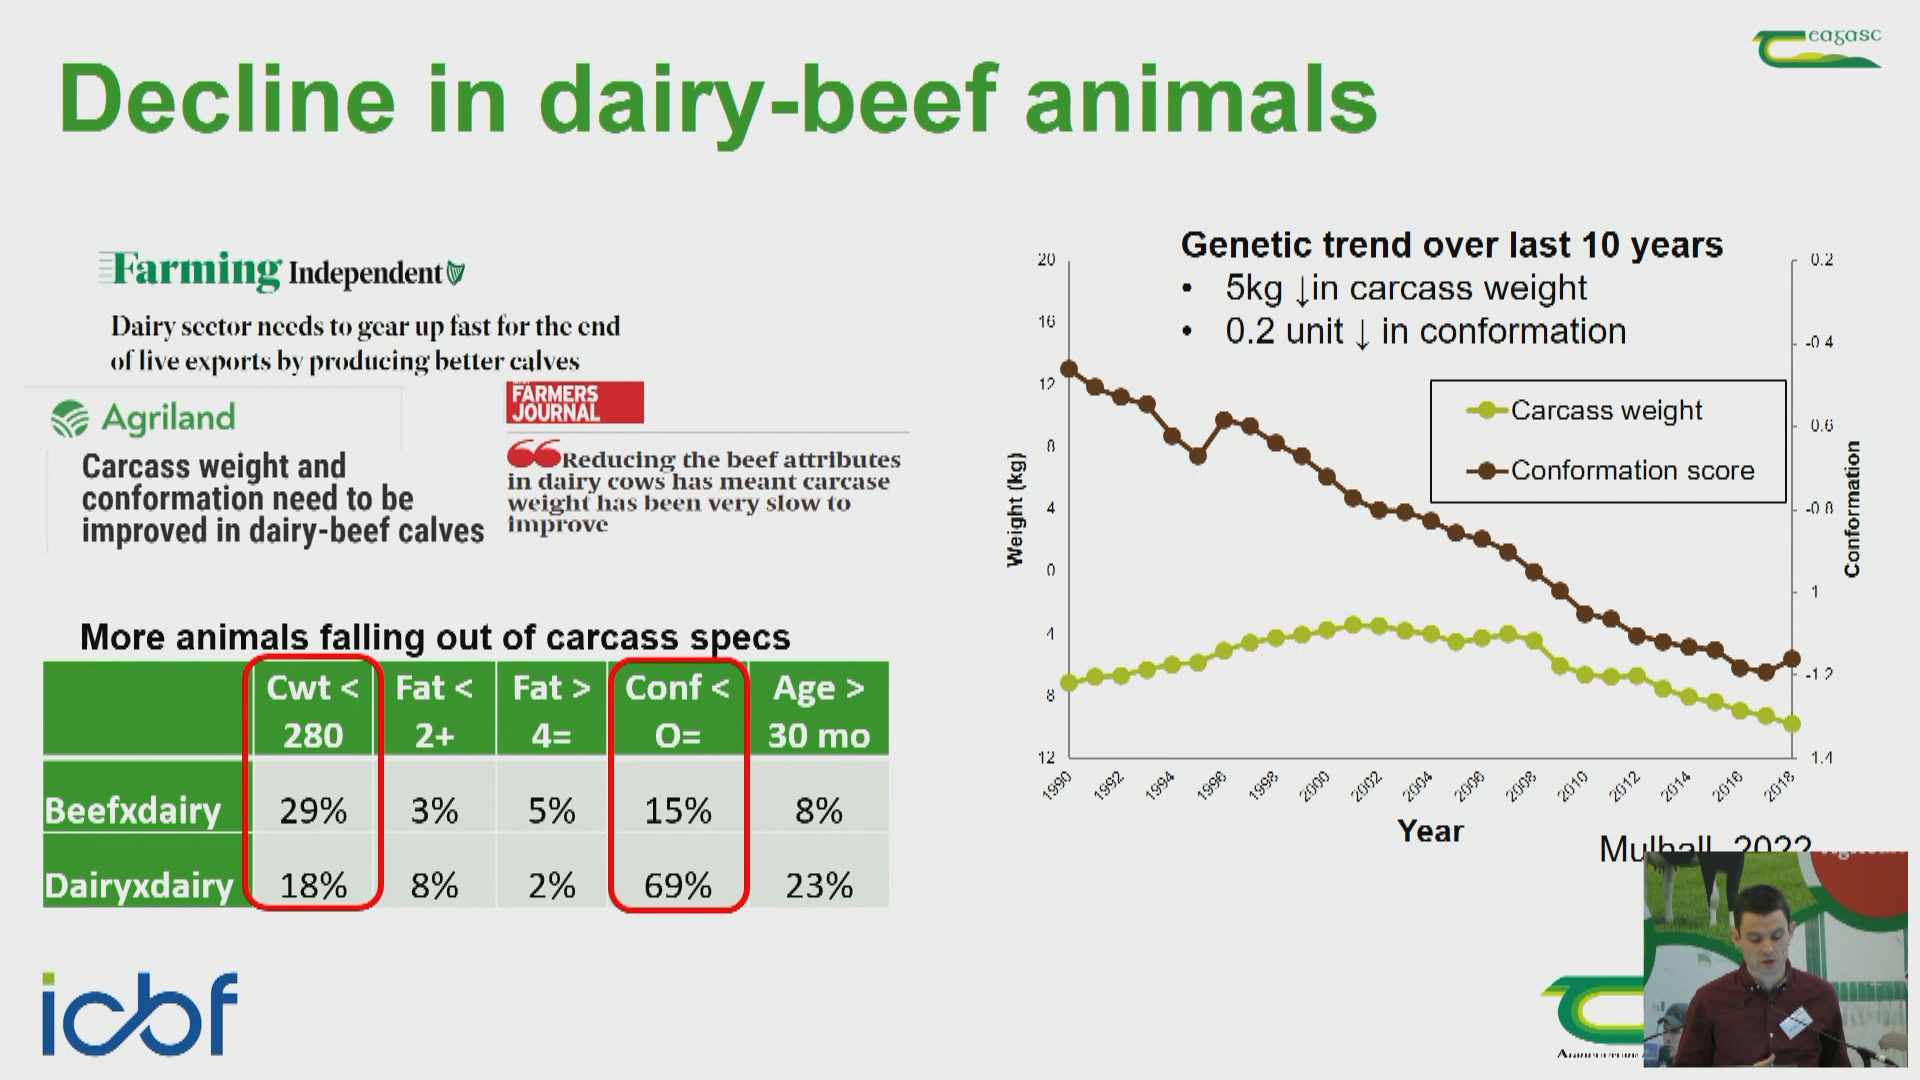 eagasc
Decline in dairy-beef animals
Farming Independent
Dairy sector needs to gear up fast for the end
of live exports by producing better calves
Agriland
Carcass weight and
conformation need to be
improved in dairy-beef calves
FARMERS
JOURNAL
Reducing the beef attributes
in dairy cows has meant carcase
weight has been very slow to
improve
More animals falling out of carcass specs
Cwt < 280 Fat < 2+ Fat > 4= Conf < O= Age > 30 mo
Beefxdairy 29% 3% 5% 15% 8%
Dairyxdairy 18% 8% 2% 69% 23%
icbf
Genetic trend over last 10 years
• 5kg ↓in carcass weight
• 0.2 unit ↓ in conformation
Carcass weight
Conformation score
Weight (kg)
20
16
12
8
4
0
4
8
12
Conformation
0.2
-0.4
0.6
-0.8
1
-1.2
1.4
1990 1992 1994 1996 1998 2000 2002 2004 2006 2008 2010 2012 2014 2016 2018
Year
Mulhall, 2022